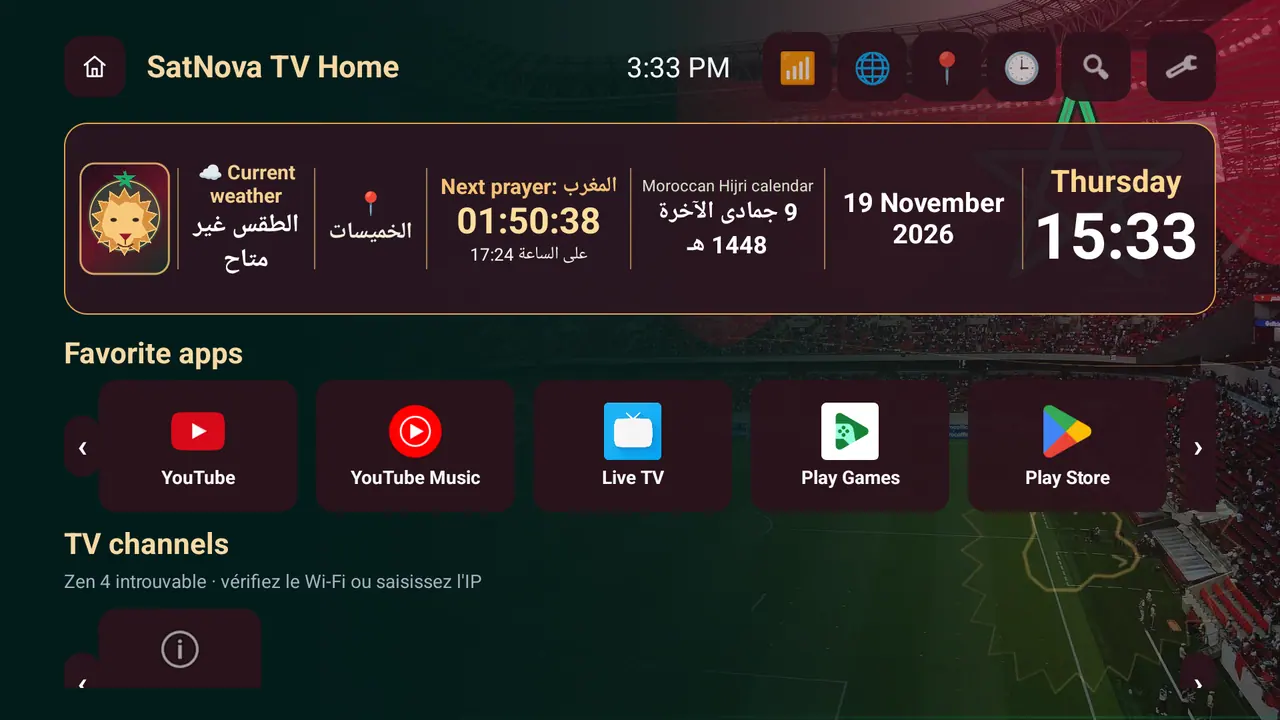 SatNova TV Home
3:33 PM
Current
weather
الطقس غير
متاح
الخميسات
Next prayer: المغرب
01:50:38
على الساعة 17:24
Moroccan Hijri calendar
9 جمادى الآخرة
1448 هـ
19 November
2026
Thursday
15:33
Favorite apps
YouTube
YouTube Music
Live TV
Play Games
Play Store
TV channels
Zen 4 introuvable · vérifiez le Wi-Fi ou saisissez l'IP